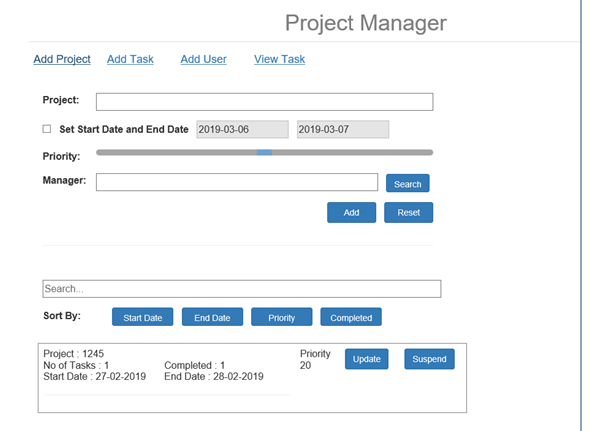 Project Manager
Add Project Add Task Add User View Task
Project:
Set Start Date and End Date 2019-03-06 2019-03-07
Priority:
Manager: Search
Add Reset
Search...
Sort By: Start Date End Date Priority Completed
Project : 1245 Priority Update Suspend
No of Tasks : 1 Completed : 1 20
Start Date : 27-02-2019 End Date : 28-02-2019